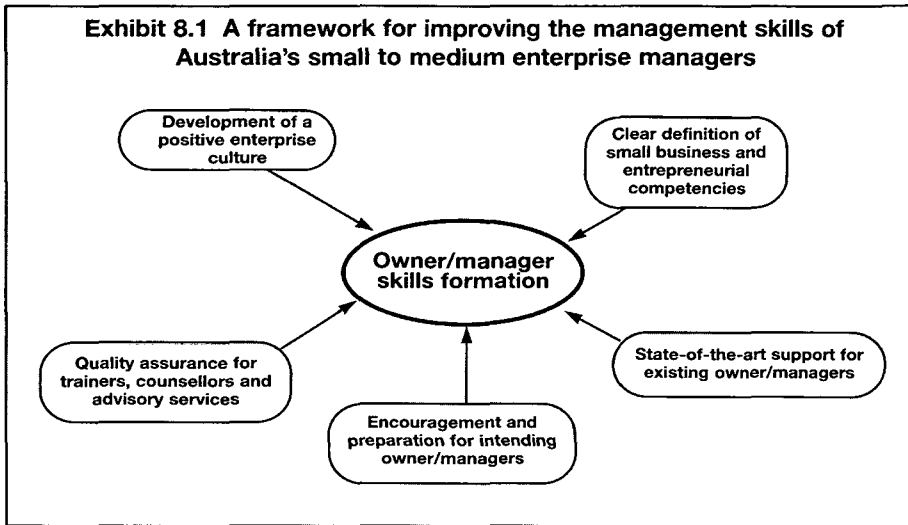 Exhibit 8.1 A framework for improving the management skills of
Australia's small to medium enterprise managers
Development of a
positive enterprise
culture
Clear definition of
small business and
entrepreneurial
competencies
Owner/manager
skills formation
Quality assurance for
trainers, counsellors and
advisory services
Encouragement and
preparation for intending
owner/managers
State-of-the-art support for
existing owner/managers